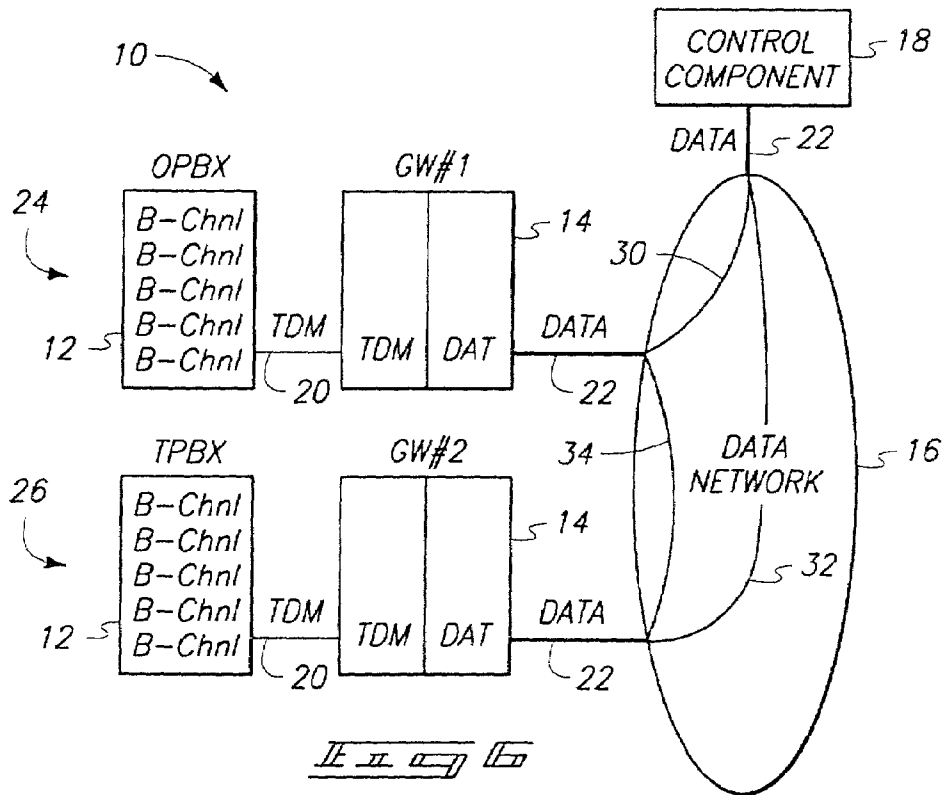 CONTROL
COMPONENT
18
10
DATA
22
OPBX
GW#1
24
B-Chnl
B-Chnl
B-Chnl
B-Chnl
B-Chnl
12
TDM
20
TDM
DAT
14
DATA
22
30
34
DATA
NETWORK
16
32
TPBX
GW#2
26
B-Chnl
B-Chnl
B-Chnl
B-Chnl
B-Chnl
12
TDM
20
TDM
DAT
14
DATA
22
Fig 6